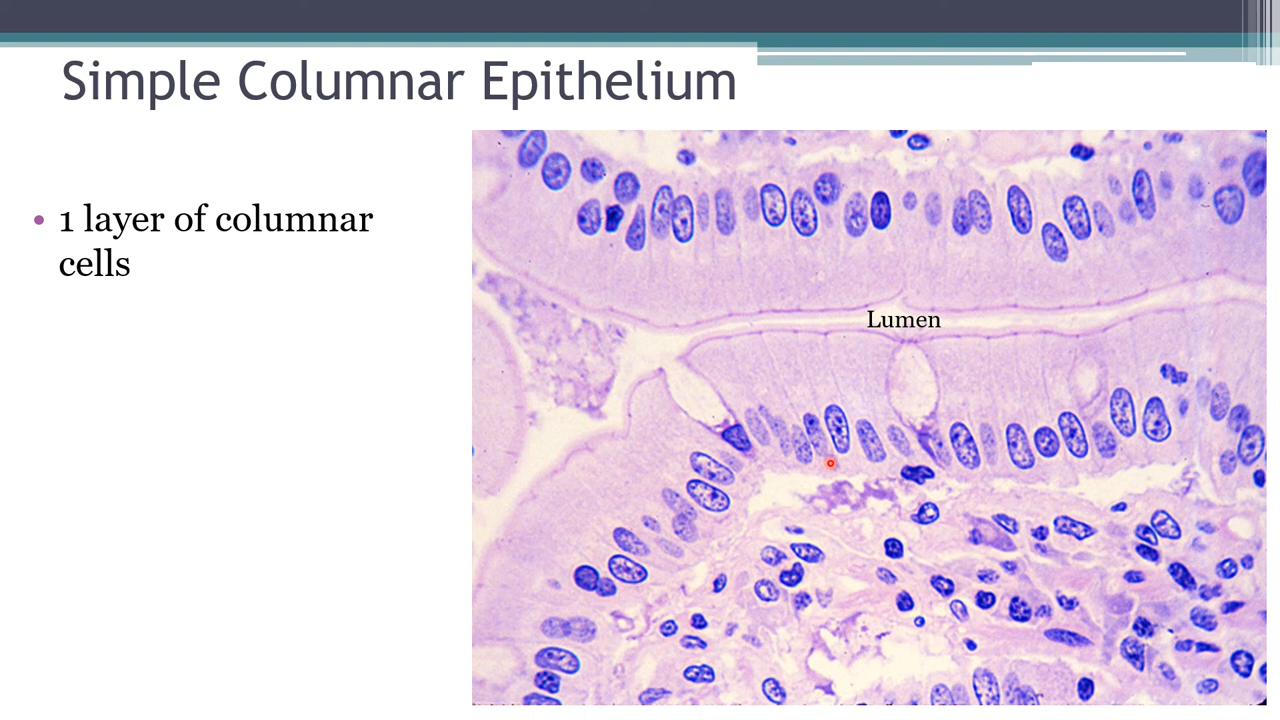 Simple Columnar Epithelium
• 1 layer of columnar
cells
Lumen